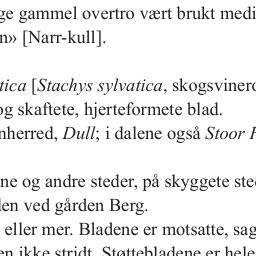 ge gammel overtro vært brukt medi
n» [Narr-kull].
tica [Stachys sylvatica, skogsvinero
og skaftete, hjerteformete blad.
nherred, Dull; i dalene også Stoor
ne og andre steder, på skyggete ste
den ved gården Berg.
eller mer. Bladene er motsatte, sag
en ikke stridt. Støttebladene er hele